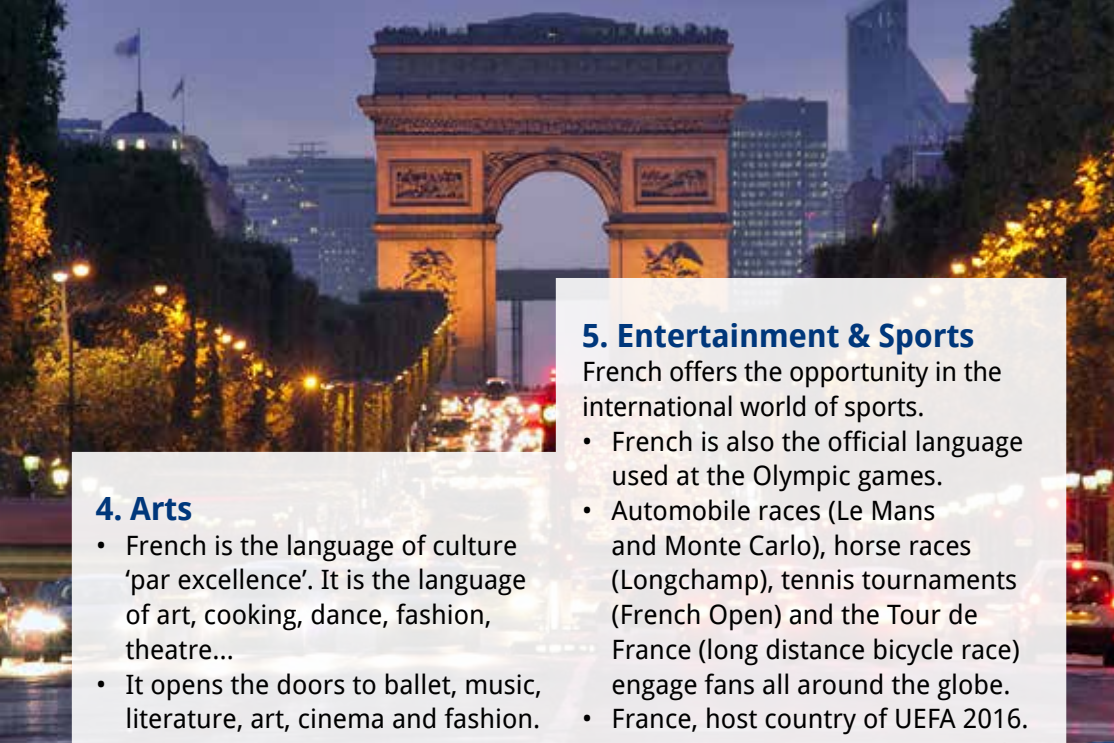 4. Arts
• French is the language of culture
‘par excellence’. It is the language
of art, cooking, dance, fashion,
theatre...
• It opens the doors to ballet, music,
literature, art, cinema and fashion.
5. Entertainment & Sports
French offers the opportunity in the
international world of sports.
• French is also the official language
used at the Olympic games.
• Automobile races (Le Mans
and Monte Carlo), horse races
(Longchamp), tennis tournaments
(French Open) and the Tour de
France (long distance bicycle race)
engage fans all around the globe.
• France, host country of UEFA 2016.